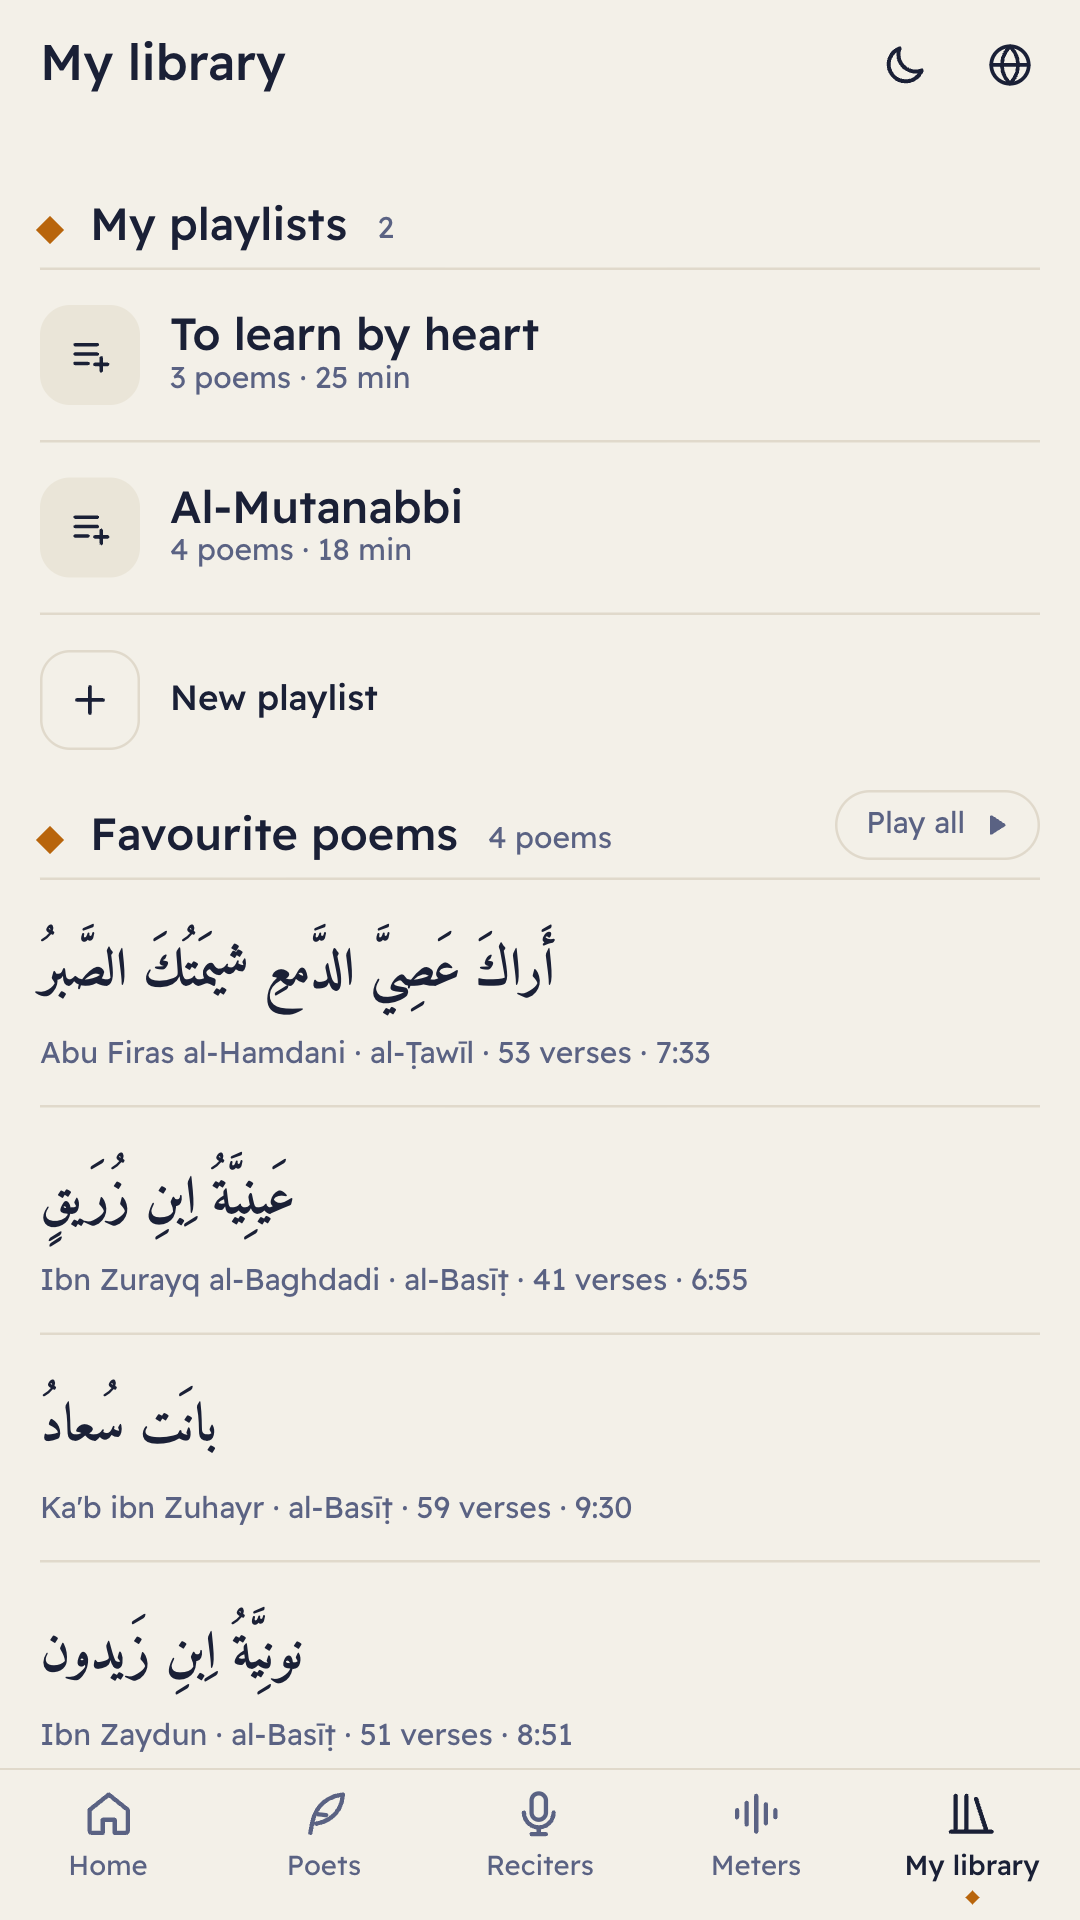 My library
My playlists 2
To learn by heart
3 poems · 25 min
Al-Mutanabbi
4 poems · 18 min
New playlist
Favourite poems 4 poems Play all
أَراكَ عَصِيَّ الدَّمعِ شيمَتُكَ الصَّبرُ
Abu Firas al-Hamdani · al-Ṭawīl · 53 verses · 7:33
عَينِيَّةُ اِبنِ زُرَيقٍ
Ibn Zurayq al-Baghdadi · al-Basīṭ · 41 verses · 6:55
بانَت سُعادُ
Ka'b ibn Zuhayr · al-Basīṭ · 59 verses · 9:30
نونِيَّةُ اِبنِ زَيدون
Ibn Zaydun · al-Basīṭ · 51 verses · 8:51
Home Poets Reciters Meters My library